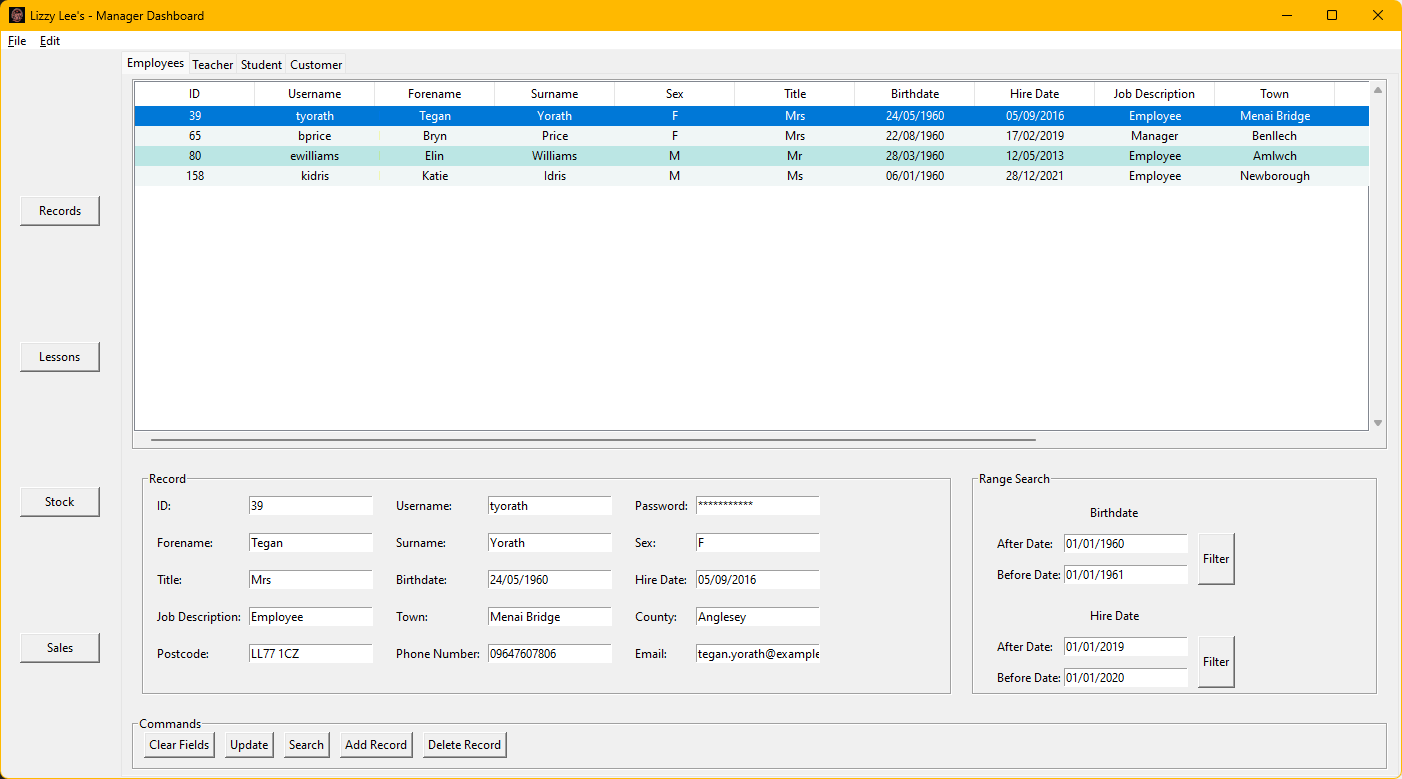 Lizzy Lee's - Manager Dashboard
File Edit
Employees Teacher Student Customer
ID Username Forename Surname Sex Title Birthdate Hire Date Job Description Town
39 tyorath Tegan Yorath F Mrs 24/05/1960 05/09/2016 Employee Menai Bridge
65 bprice Bryn Price F Mrs 22/08/1960 17/02/2019 Manager Benllech
80 ewilliams Elin Williams M Mr 28/03/1960 12/05/2013 Employee Amlwch
158 kidris Katie Idris M Ms 06/01/1960 28/12/2021 Employee Newborough
Records
Lessons
Stock
Sales
Record
ID: 39 Username: tyorath Password: ***********
Forename: Tegan Surname: Yorath Sex: F
Title: Mrs Birthdate: 24/05/1960 Hire Date: 05/09/2016
Job Description: Employee Town: Menai Bridge County: Anglesey
Postcode: LL77 1CZ Phone Number: 09647607806 Email: tegan.yorath@example
Range Search
Birthdate
After Date: 01/01/1960
Before Date: 01/01/1961
Filter
Hire Date
After Date: 01/01/2019
Before Date: 01/01/2020
Filter
Commands
Clear Fields Update Search Add Record Delete Record